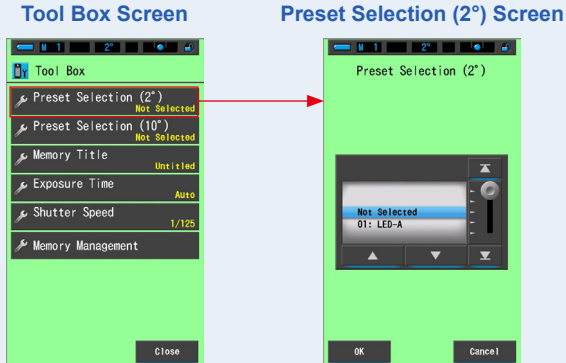 Tool Box Screen
Preset Selection (2°) Screen
M 1 2°
Tool Box
Preset Selection (2°)
Not Selected
Preset Selection (10°)
Not Selected
Memory Title
Untitled
Exposure Time
Auto
Shutter Speed
1/125
Memory Management
Close
M 1 2°
Preset Selection (2°)
Not Selected
01: LED-A
OK
Cancel